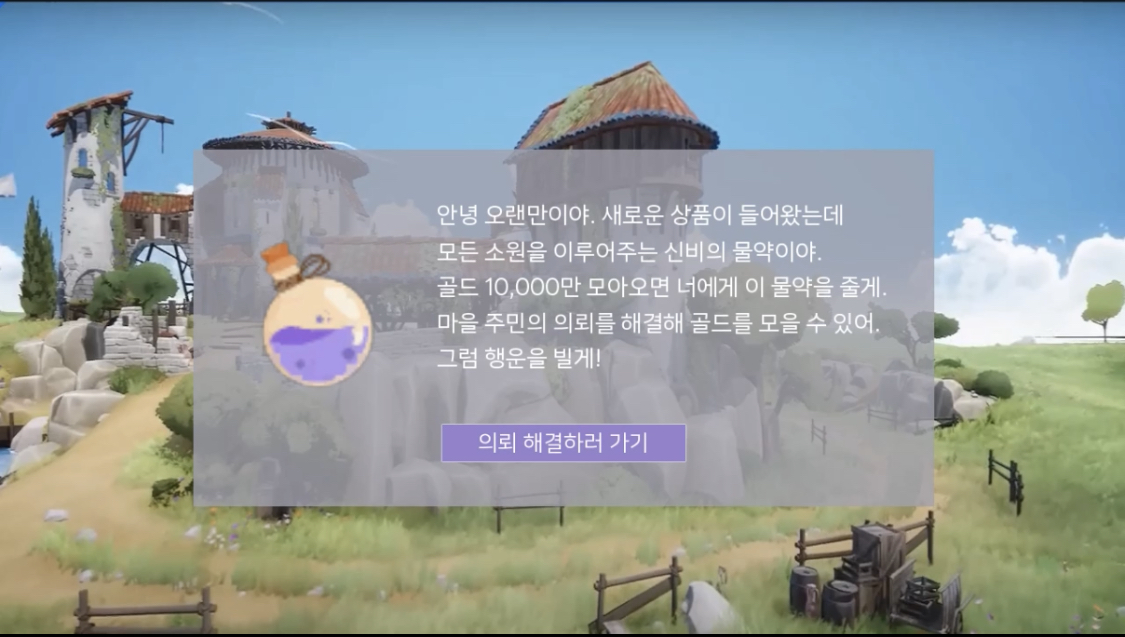 안녕 오랜만이야. 새로운 상품이 들어왔는데
모든 소원을 이루어주는 신비의 물약이야.
골드 10,000만 모아오면 너에게 이 물약을 줄게.
마을 주민의 의뢰를 해결해 골드를 모을 수 있어.
그럼 행운을 빌게!
의뢰 해결하러 가기